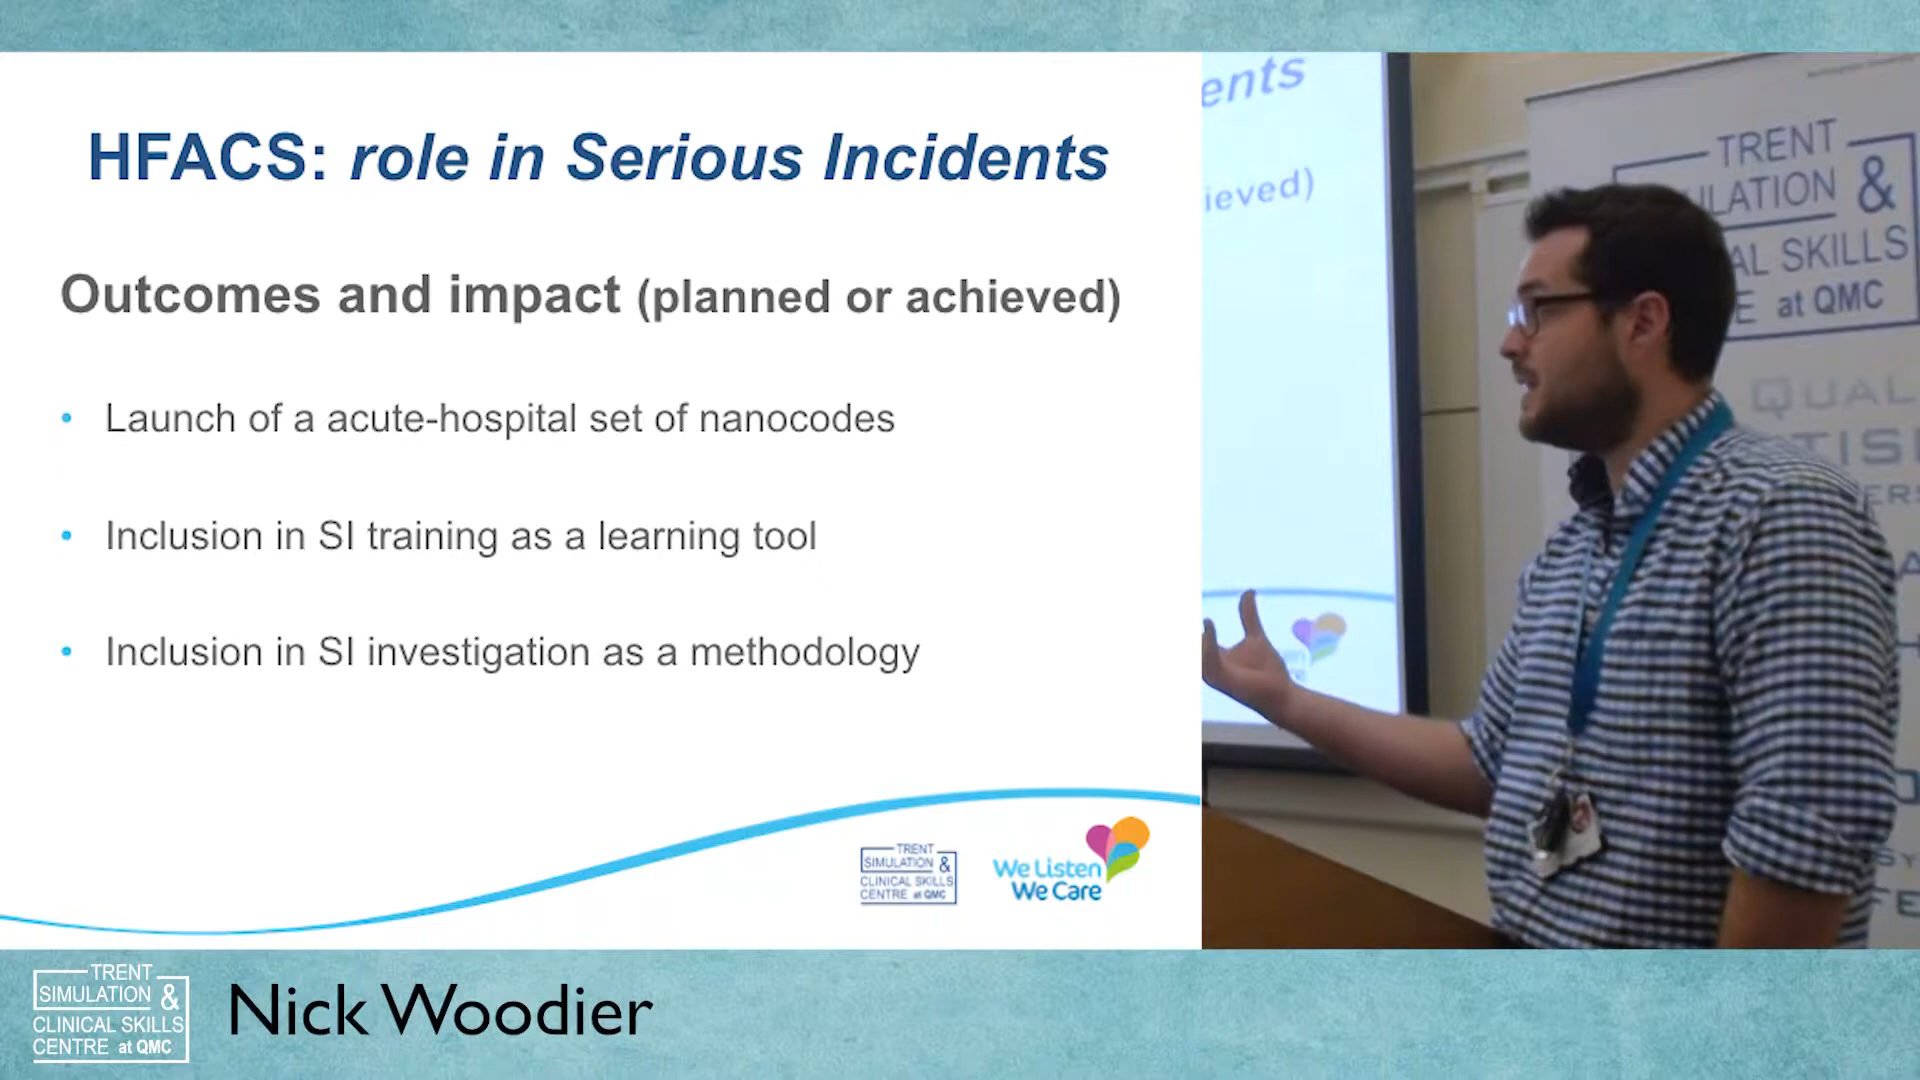 HFACS: role in Serious Incidents
Outcomes and impact (planned or achieved)
• Launch of a acute-hospital set of nanocodes
• Inclusion in SI training as a learning tool
• Inclusion in SI investigation as a methodology
TRENT
SIMULATION &
CLINICAL SKILLS
CENTRE at QMC
We Listen
We Care
ents
ieved)
TRENT
LATION &
AL SKILLS
E at QMC
QUAL
TIS
TRENT
SIMULATION &
CLINICAL SKILLS
CENTRE at QMC
Nick Woodier